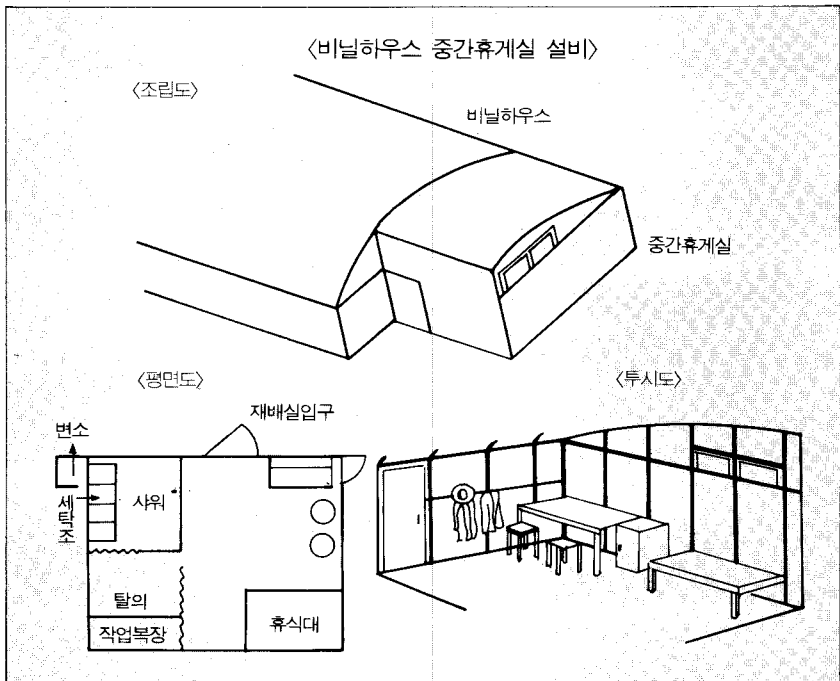 <비닐하우스 중간휴게실 설비>
<조립도>
비닐하우스
중간휴게실
<평면도>
<투시도>
재배실입구
변소
세탁조
샤워
탈의
작업복장
휴식대